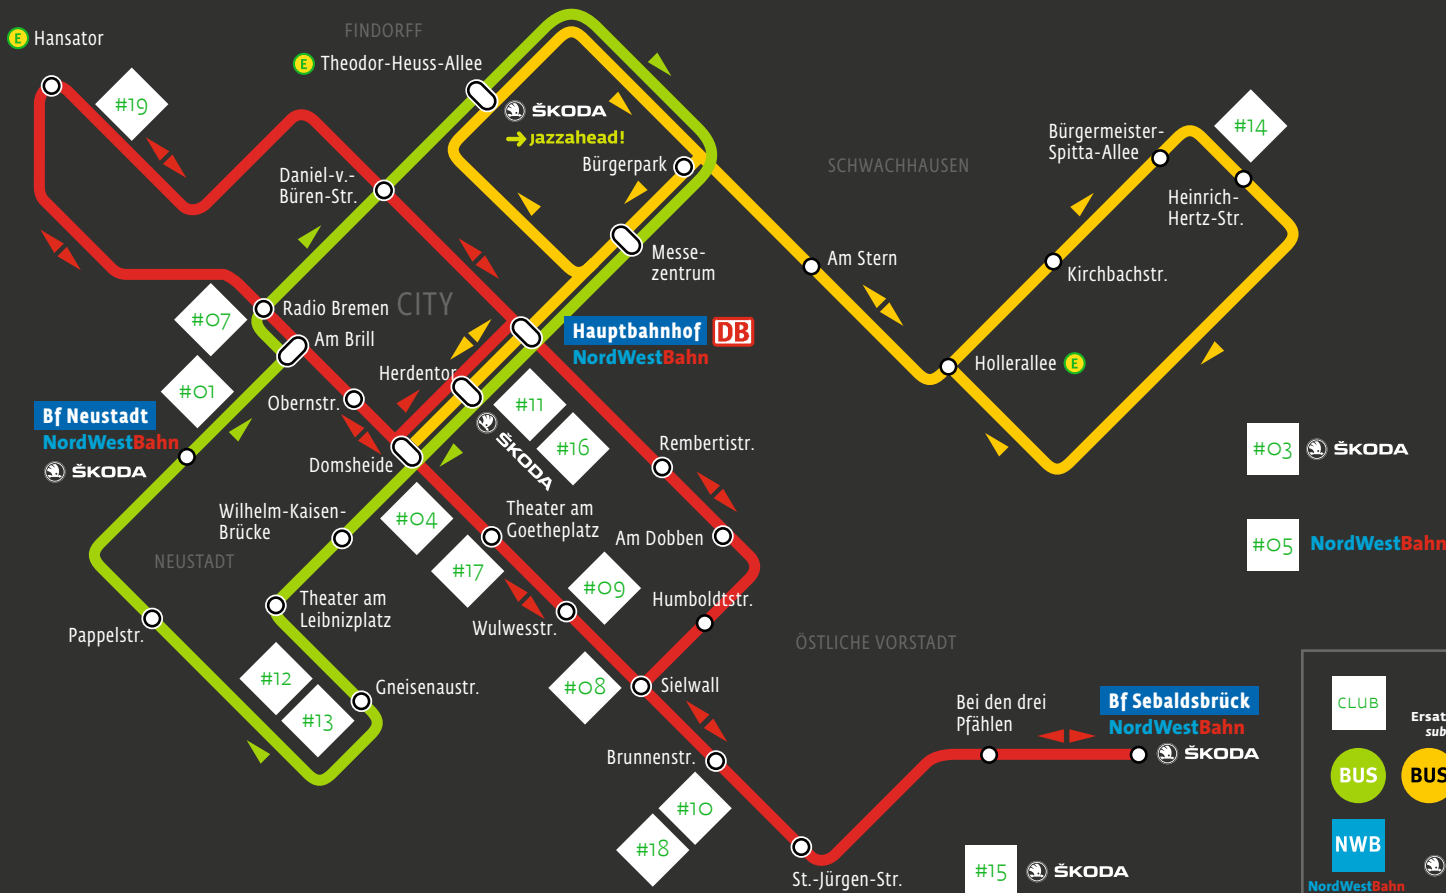 FINDORFF
E Hansator
E Theodor-Heuss-Allee
#19
ŠKODA
jazzahead!
Bürgerpark
Daniel-v.-
Büren-Str.
SCHWACHHAUSEN
Bürgermeister-
Spitta-Allee
#14
Heinrich-
Hertz-Str.
Messe-
zentrum
Am Stern
Kirchbachstr.
Radio Bremen
CITY
#07
Am Brill
Hauptbahnhof DB
NordWestBahn
Herdentor
Hollerallee E
#01
Obernstr.
#11
#16
ŠKODA
Bf Neustadt
NordWestBahn
ŠKODA
Domsheide
Rembertistr.
#03 ŠKODA
Wilhelm-Kaisen-
Brücke
#04
Theater am
Goetheplatz
Am Dobben
#05 NordWestBahn
NEUSTADT
#17
#09
Theater am
Leibnizplatz
Humboldtstr.
Pappelstr.
Wulwesstr.
ÖSTLICHE VORSTADT
#12
#13
Gneisenaustr.
#08
Sielwall
Bei den drei
Pfählen
Bf Sebaldsbrück
NordWestBahn
ŠKODA
Brunnenstr.
#10
#18
St.-Jürgen-Str.
#15 ŠKODA
CLUB
Ersat
sub
BUS
BUS
NWB
NordWestBahn